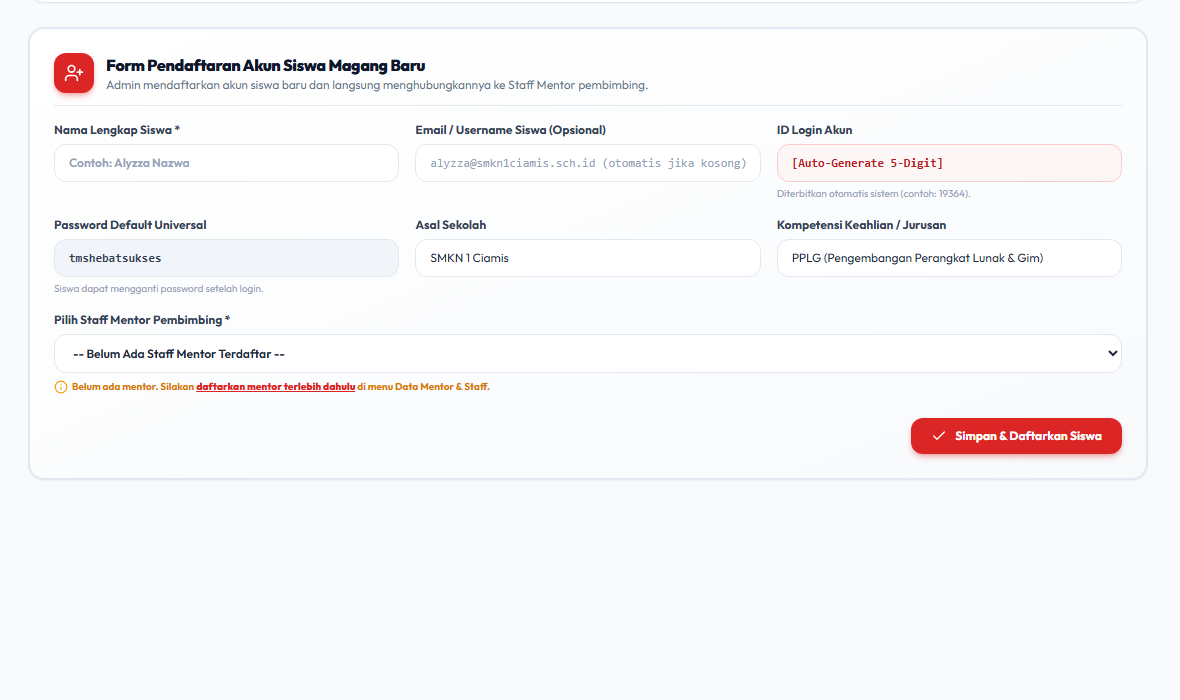 Form Pendaftaran Akun Siswa Magang Baru
Admin mendaftarkan akun siswa baru dan langsung menghubungkannya ke Staff Mentor pembimbing.
Nama Lengkap Siswa *
Contoh: Alyzza Nazwa
Email / Username Siswa (Opsional)
alyzza@smkn1ciamis.sch.id (otomatis jika kosong)
ID Login Akun
[Auto-Generate 5-Digit]
Diterbitkan otomatis sistem (contoh: 19364).
Password Default Universal
tmshebatsukses
Siswa dapat mengganti password setelah login.
Asal Sekolah
SMKN 1 Ciamis
Kompetensi Keahlian / Jurusan
PPLG (Pengembangan Perangkat Lunak & Gim)
Pilih Staff Mentor Pembimbing *
-- Belum Ada Staff Mentor Terdaftar --
Belum ada mentor. Silakan daftarkan mentor terlebih dahulu di menu Data Mentor & Staff.
Simpan & Daftarkan Siswa